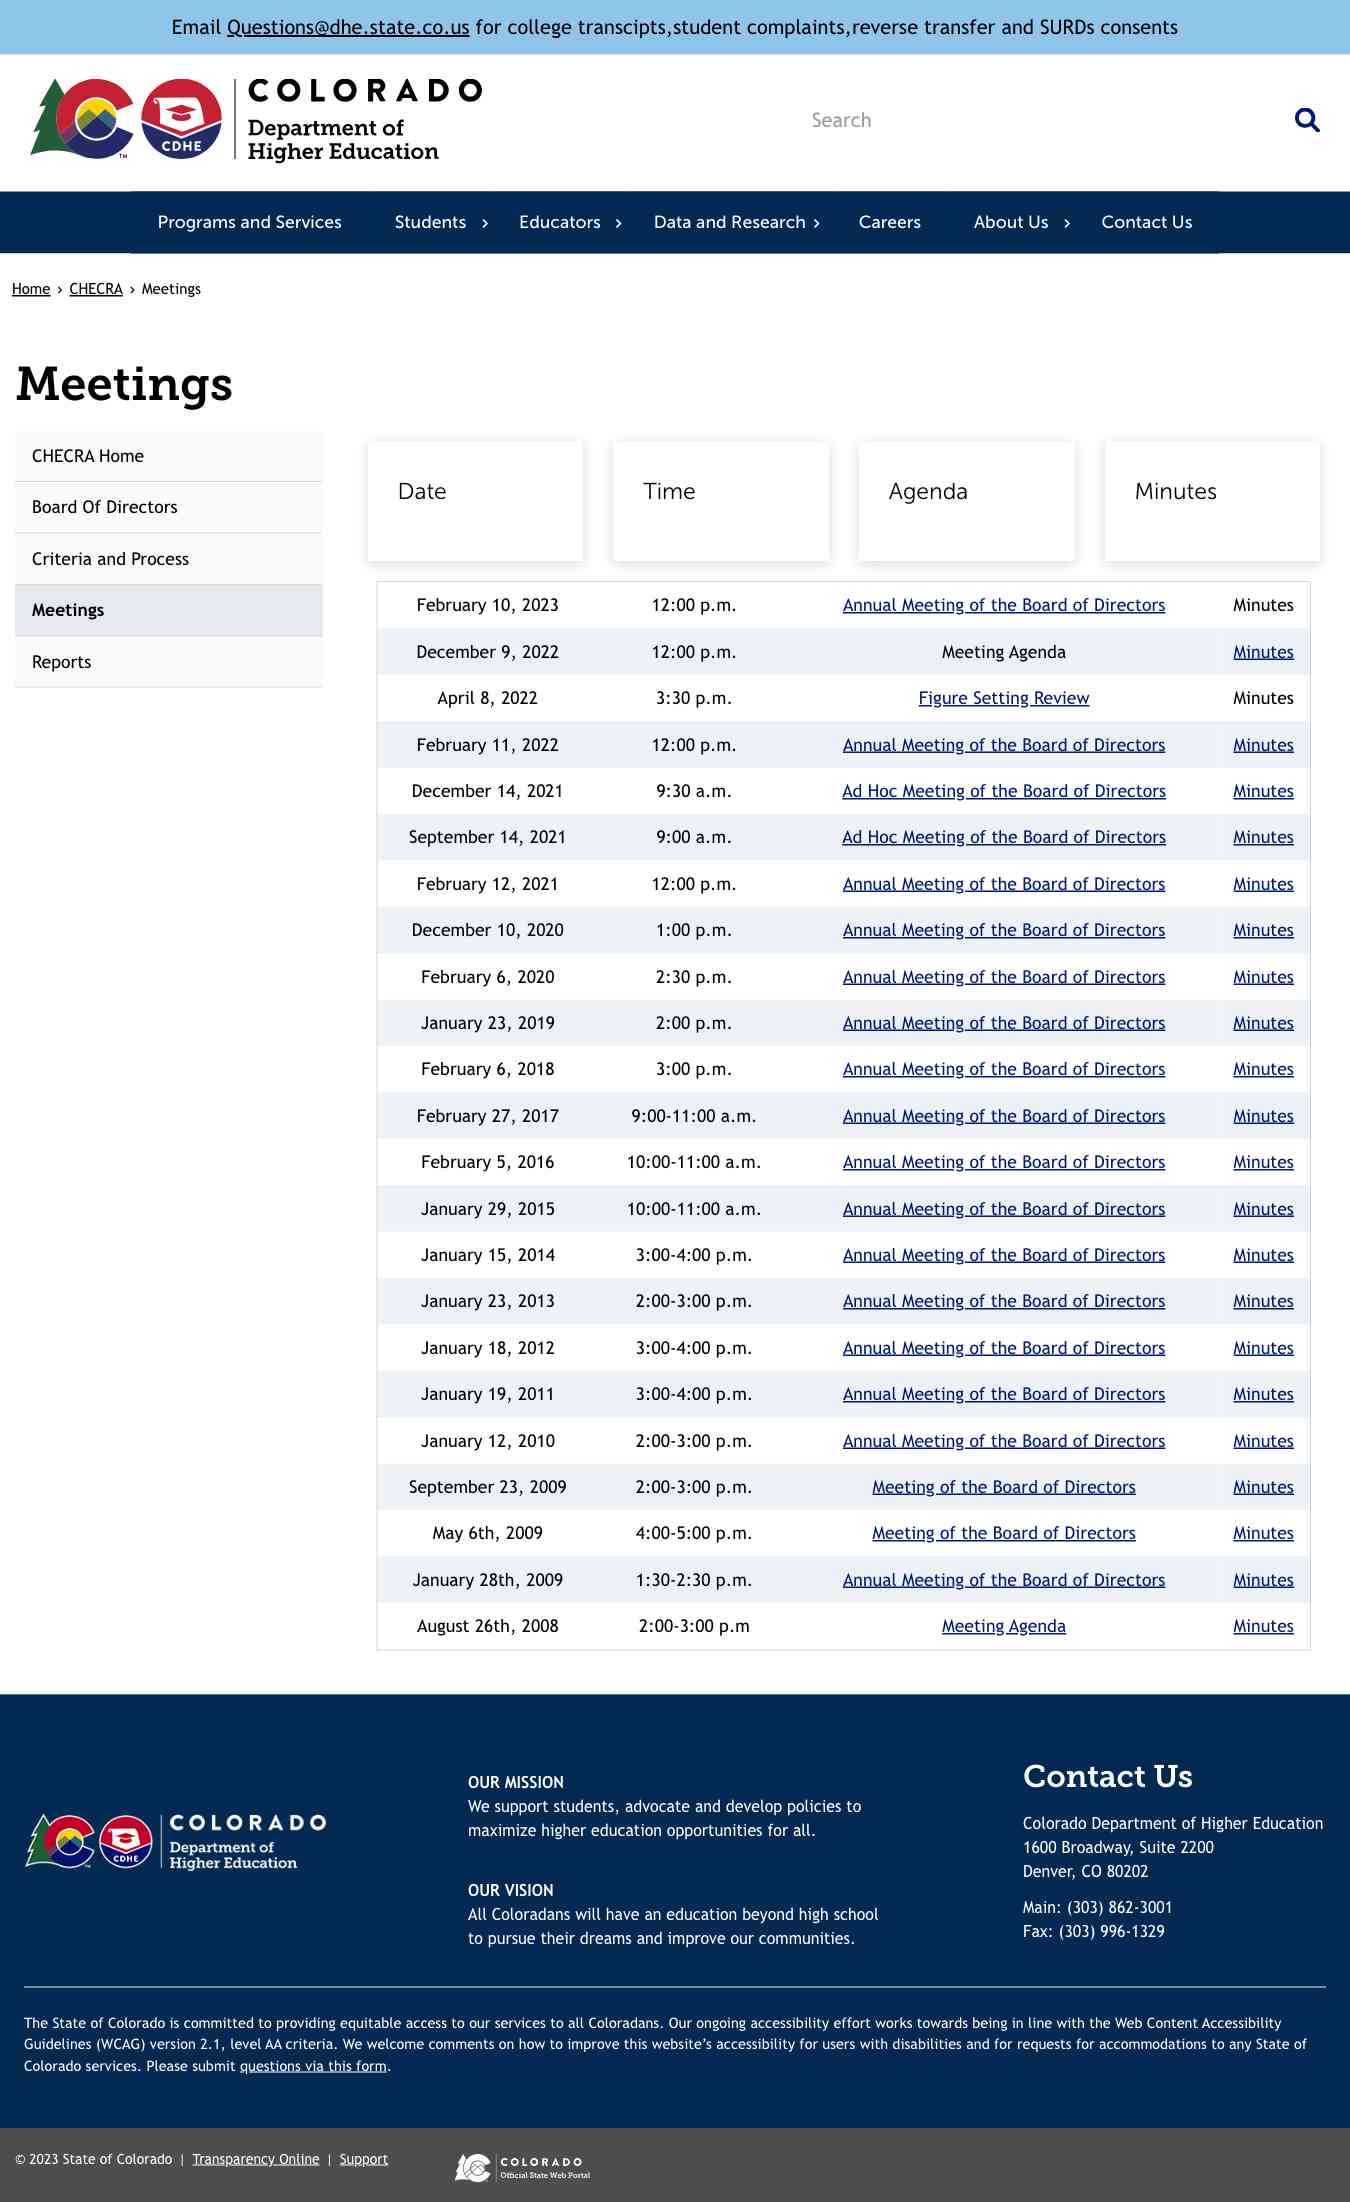 Email Questions@dhe.state.co.us for college transcipts,student complaints,reverse transfer and SURDs consents
CDHE
TM
COLORADO
Department of
Higher Education
Search
Programs and Services Students Educators Data and Research Careers About Us Contact Us
Home › CHECRA › Meetings
Meetings
CHECRA Home
Board Of Directors
Criteria and Process
Meetings
Reports
Date Time Agenda Minutes
February 10, 2023 12:00 p.m. Annual Meeting of the Board of Directors Minutes
December 9, 2022 12:00 p.m. Meeting Agenda Minutes
April 8, 2022 3:30 p.m. Figure Setting Review Minutes
February 11, 2022 12:00 p.m. Annual Meeting of the Board of Directors Minutes
December 14, 2021 9:30 a.m. Ad Hoc Meeting of the Board of Directors Minutes
September 14, 2021 9:00 a.m. Ad Hoc Meeting of the Board of Directors Minutes
February 12, 2021 12:00 p.m. Annual Meeting of the Board of Directors Minutes
December 10, 2020 1:00 p.m. Annual Meeting of the Board of Directors Minutes
February 6, 2020 2:30 p.m. Annual Meeting of the Board of Directors Minutes
January 23, 2019 2:00 p.m. Annual Meeting of the Board of Directors Minutes
February 6, 2018 3:00 p.m. Annual Meeting of the Board of Directors Minutes
February 27, 2017 9:00-11:00 a.m. Annual Meeting of the Board of Directors Minutes
February 5, 2016 10:00-11:00 a.m. Annual Meeting of the Board of Directors Minutes
January 29, 2015 10:00-11:00 a.m. Annual Meeting of the Board of Directors Minutes
January 15, 2014 3:00-4:00 p.m. Annual Meeting of the Board of Directors Minutes
January 23, 2013 2:00-3:00 p.m. Annual Meeting of the Board of Directors Minutes
January 18, 2012 3:00-4:00 p.m. Annual Meeting of the Board of Directors Minutes
January 19, 2011 3:00-4:00 p.m. Annual Meeting of the Board of Directors Minutes
January 12, 2010 2:00-3:00 p.m. Annual Meeting of the Board of Directors Minutes
September 23, 2009 2:00-3:00 p.m. Meeting of the Board of Directors Minutes
May 6th, 2009 4:00-5:00 p.m. Meeting of the Board of Directors Minutes
January 28th, 2009 1:30-2:30 p.m. Annual Meeting of the Board of Directors Minutes
August 26th, 2008 2:00-3:00 p.m Meeting Agenda Minutes
CDHE
COLORADO
Department of
Higher Education
OUR MISSION
We support students, advocate and develop policies to
maximize higher education opportunities for all.
OUR VISION
All Coloradans will have an education beyond high school
to pursue their dreams and improve our communities.
Contact Us
Colorado Department of Higher Education
1600 Broadway, Suite 2200
Denver, CO 80202
Main: (303) 862-3001
Fax: (303) 996-1329
The State of Colorado is committed to providing equitable access to our services to all Coloradans. Our ongoing accessibility effort works towards being in line with the Web Content Accessibility
Guidelines (WCAG) version 2.1, level AA criteria. We welcome comments on how to improve this website's accessibility for users with disabilities and for requests for accommodations to any State of
Colorado services. Please submit questions via this form.
© 2023 State of Colorado | Transparency Online | Support
COLORADO
Official State Web Portal